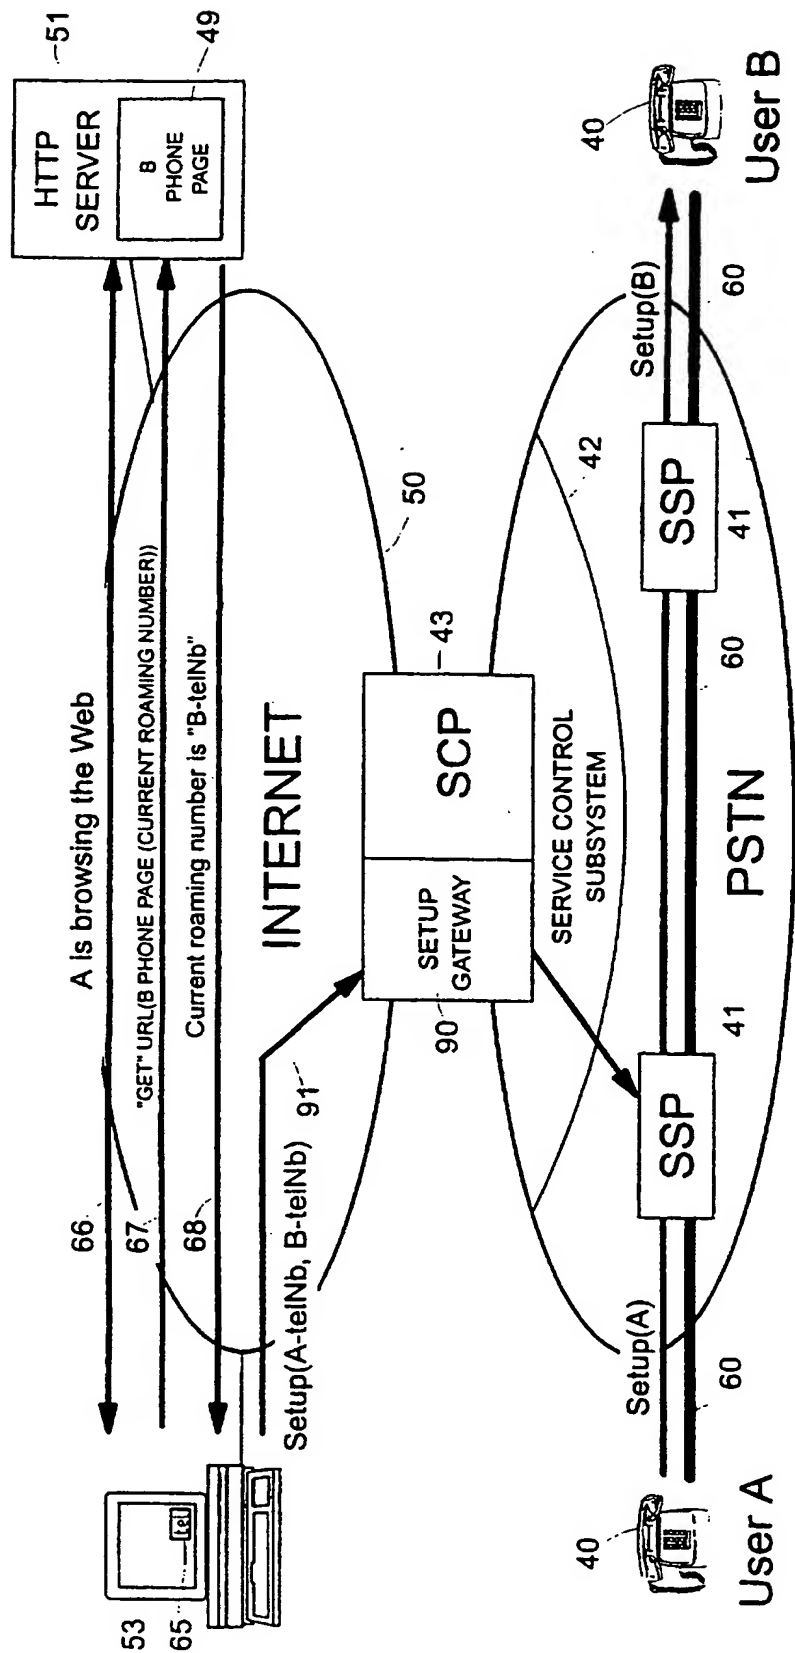 A is browsing the Web
66
"GET" URL(B PHONE PAGE (CURRENT ROAMING NUMBER))
67
Current roaming number is "B-telNb"
68
HTTP
SERVER
51
B
PHONE
PAGE
49
53
65
tel
INTERNET
50
Setup(A-telNb, B-telNb)
91
SETUP
GATEWAY
90
SCP
43
SERVICE CONTROL
SUBSYSTEM
42
Setup(A)
Setup(B)
40
SSP
SSP
40
60
41
60
41
60
User A
PSTN
User B